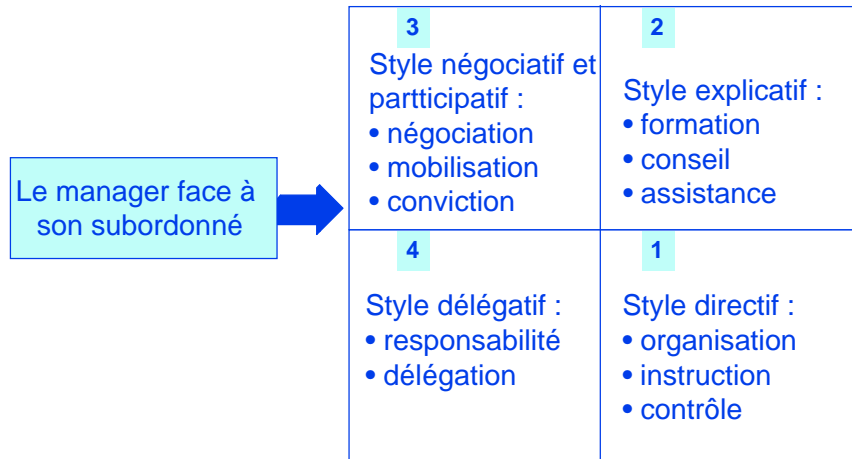 Le manager face à
son subordonné
3
Style négociatif et
partticipatif :
• négociation
• mobilisation
• conviction
2
Style explicatif :
• formation
• conseil
• assistance
4
Style délégatif :
• responsabilité
• délégation
1
Style directif :
• organisation
• instruction
• contrôle